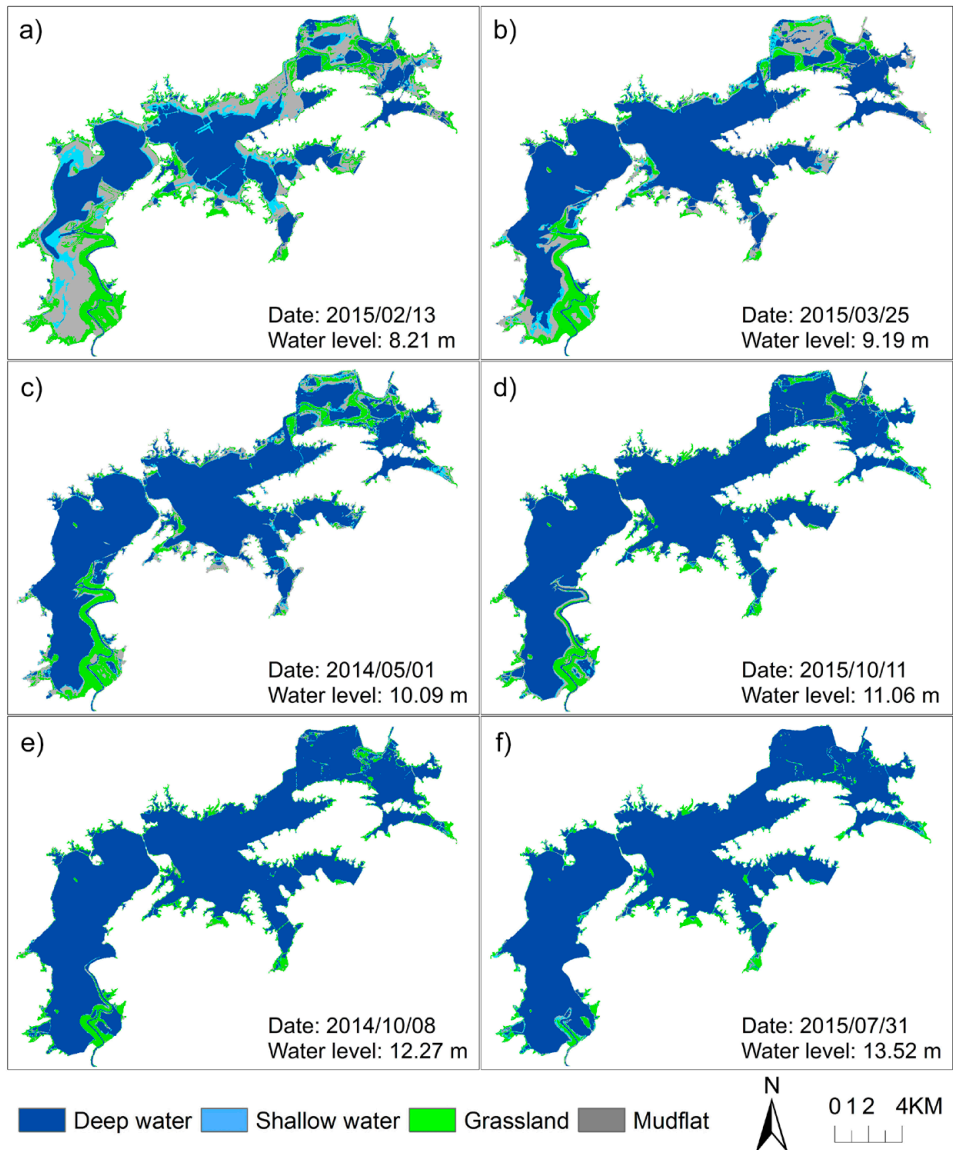 a)
Date: 2015/02/13
Water level: 8.21 m
b)
Date: 2015/03/25
Water level: 9.19 m
c)
Date: 2014/05/01
Water level: 10.09 m
d)
Date: 2015/10/11
Water level: 11.06 m
e)
Date: 2014/10/08
Water level: 12.27 m
f)
Date: 2015/07/31
Water level: 13.52 m
Deep water Shallow water Grassland Mudflat
N
0 1 2 4KM